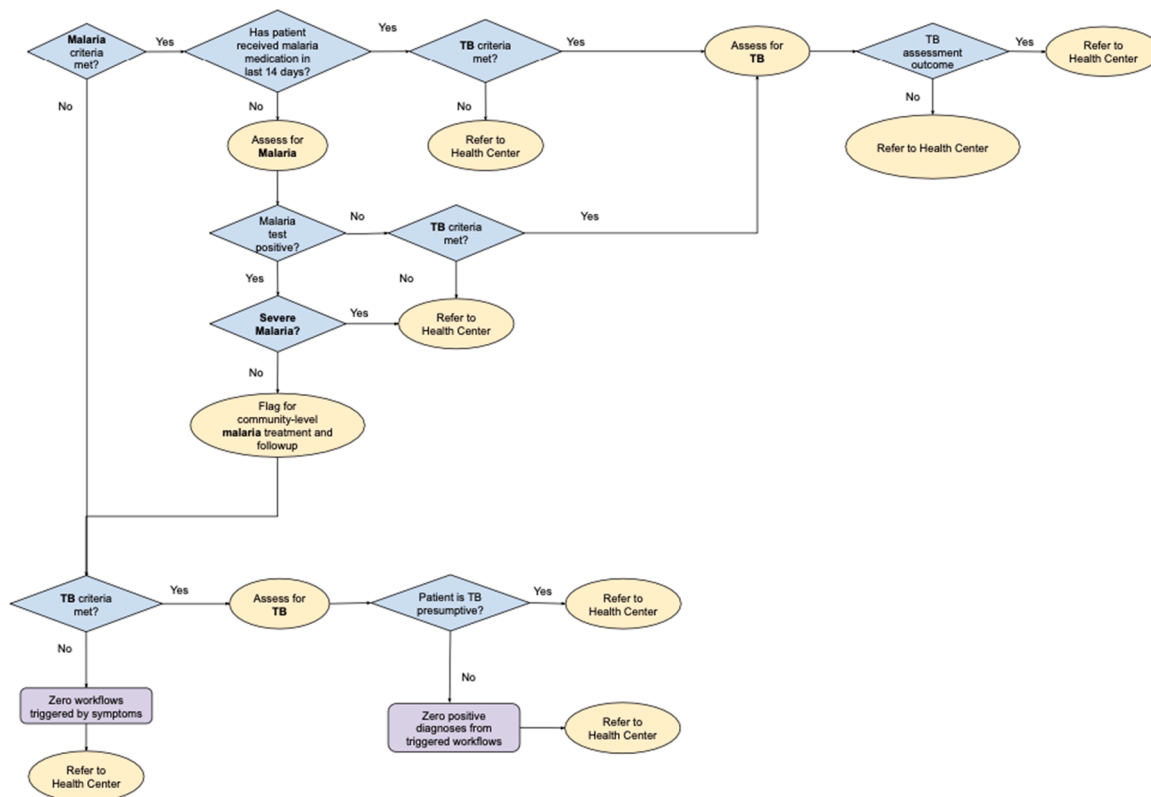 Malaria
criteria
met?
Yes
Has patient
received malaria
medication in
last 14 days?
Yes
TB criteria
met?
Yes
Assess for
TB
TB
assessment
outcome
Yes
Refer to
Health Center
No
No
No
No
Assess for
Malaria
Refer to
Health Center
Refer to Health Center
Malaria
test
positive?
No
TB criteria
met?
Yes
Yes
No
Severe
Malaria?
Yes
Refer to
Health Center
No
Flag for
community-level
malaria treatment and
followup
TB criteria
met?
Yes
Assess for
TB
Patient is TB
presumptive?
Yes
Refer to
Health Center
No
No
Zero workflows
triggered by symptoms
Zero positive
diagnoses from
triggered workflows
Refer to
Health Center
Refer to
Health Center